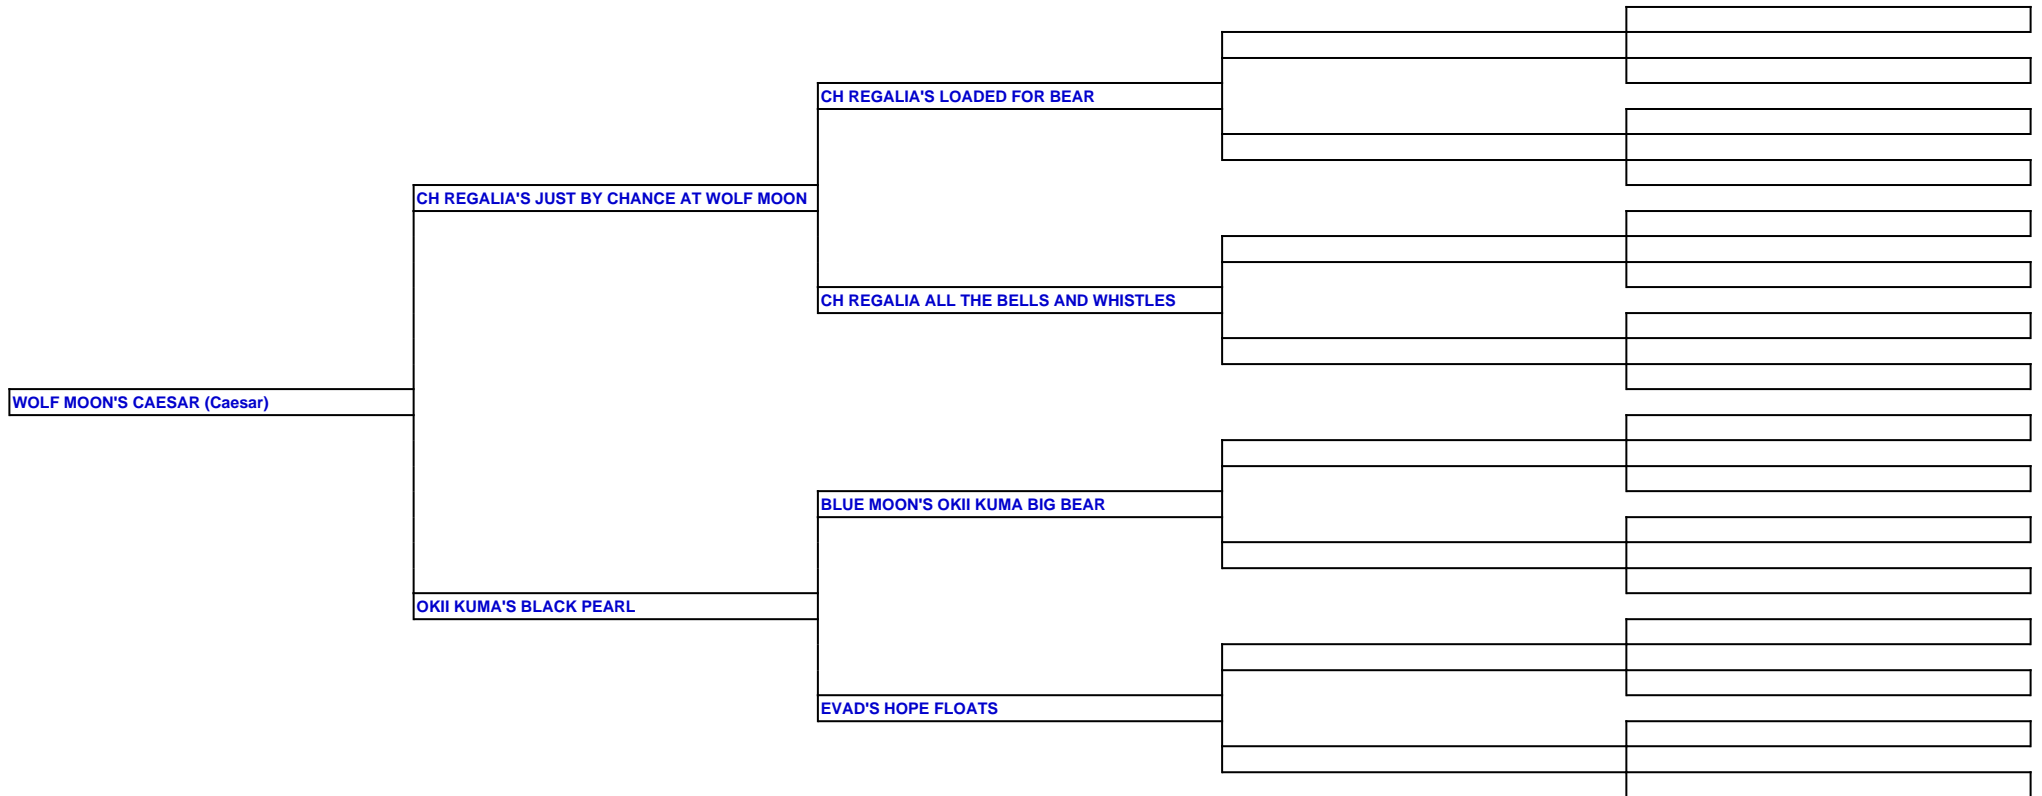 CH REGALIA'S LOADED FOR BEAR
CH REGALIA'S JUST BY CHANCE AT WOLF MOON
CH REGALIA ALL THE BELLS AND WHISTLES
WOLF MOON'S CAESAR (Caesar)
BLUE MOON'S OKII KUMA BIG BEAR
OKII KUMA'S BLACK PEARL
EVAD'S HOPE FLOATS